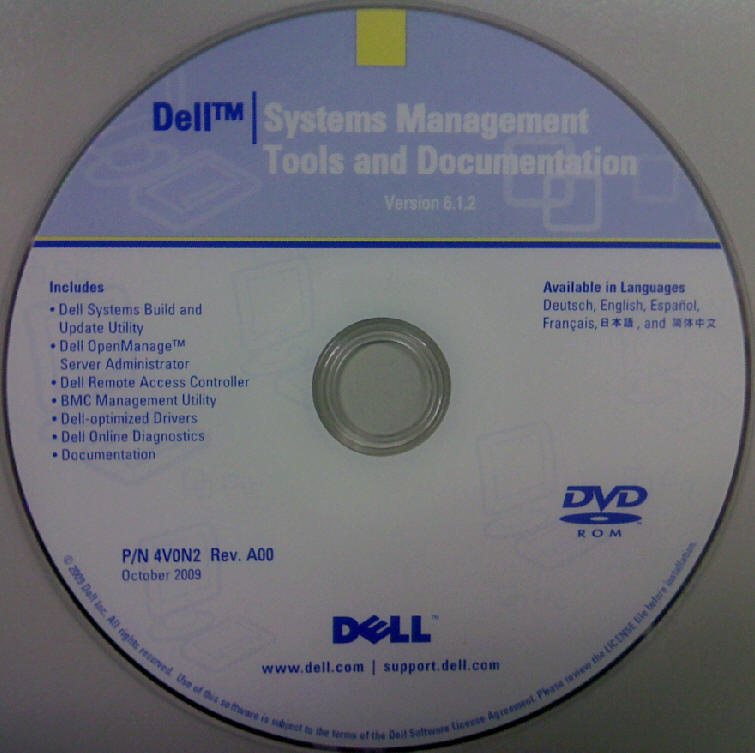 Dell™ Systems Management
Tools and Documentation
Version 6.1.2
Includes
• Dell Systems Build and
Update Utility
• Dell OpenManage™
Server Administrator
• Dell Remote Access Controller
• BMC Management Utility
• Dell-optimized Drivers
• Dell Online Diagnostics
• Documentation
Available in Languages
Deutsch, English, Español,
Français, 日本語, and 简体中文
DVD
ROM
P/N 4V0N2 Rev. A00
October 2009
DELL™
www.dell.com | support.dell.com
© 2009 Dell Inc. All rights reserved. Use of this software is subject to the terms of the Dell Software License Agreement. Please review the LICENSE file before installation.